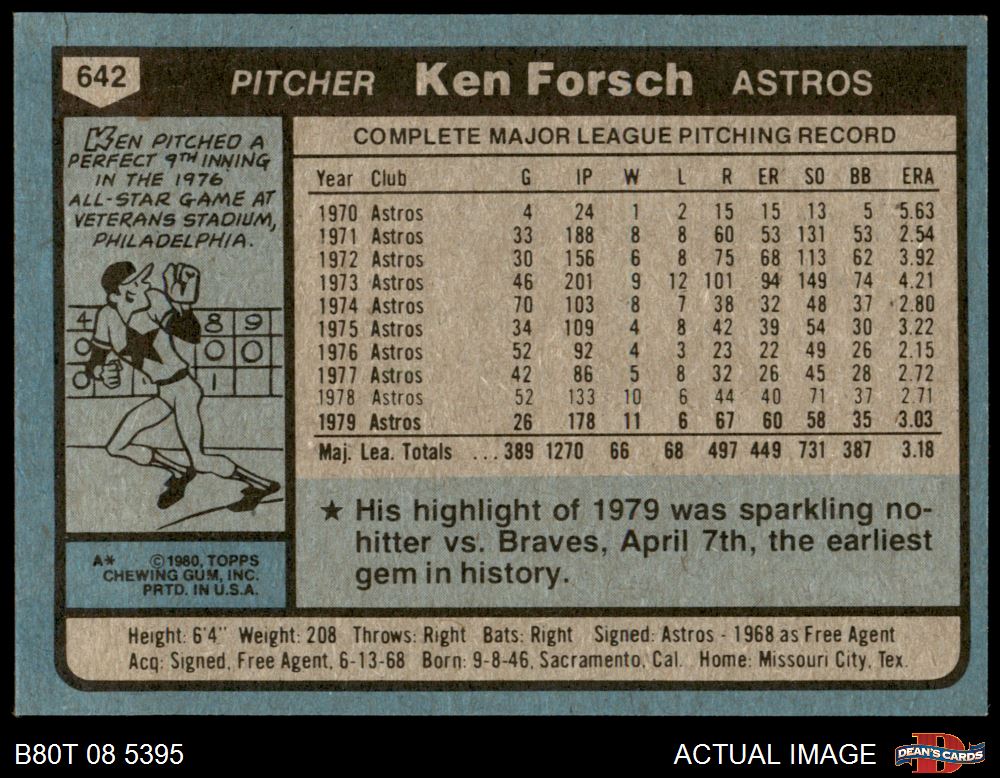 642 PITCHER Ken Forsch ASTROS
KEN PITCHED A
PERFECT 9TH INNING
IN THE 1976
ALL-STAR GAME AT
VETERANS STADIUM,
PHILADELPHIA.
4 8 9
0 0 0
0 1
A* ©1980, TOPPS
CHEWING GUM, INC.
PRTD. IN U.S.A.
COMPLETE MAJOR LEAGUE PITCHING RECORD
Year Club G IP W L R ER SO BB ERA
1970 Astros 4 24 1 2 15 15 13 5 5.63
1971 Astros 33 188 8 8 60 53 131 53 2.54
1972 Astros 30 156 6 8 75 68 113 62 3.92
1973 Astros 46 201 9 12 101 94 149 74 4.21
1974 Astros 70 103 8 7 38 32 48 37 2.80
1975 Astros 34 109 4 8 42 39 54 30 3.22
1976 Astros 52 92 4 3 23 22 49 26 2.15
1977 Astros 42 86 5 8 32 26 45 28 2.72
1978 Astros 52 133 10 6 44 40 71 37 2.71
1979 Astros 26 178 11 6 67 60 58 35 3.03
Maj. Lea. Totals ...389 1270 66 68 497 449 731 387 3.18
★ His highlight of 1979 was sparkling no-
hitter vs. Braves, April 7th, the earliest
gem in history.
Height: 6'4" Weight: 208 Throws: Right Bats: Right Signed: Astros - 1968 as Free Agent
Acq: Signed, Free Agent, 6-13-68 Born: 9-8-46, Sacramento, Cal. Home: Missouri City, Tex.
B80T 08 5395 ACTUAL IMAGE D DEAN'S CARDS